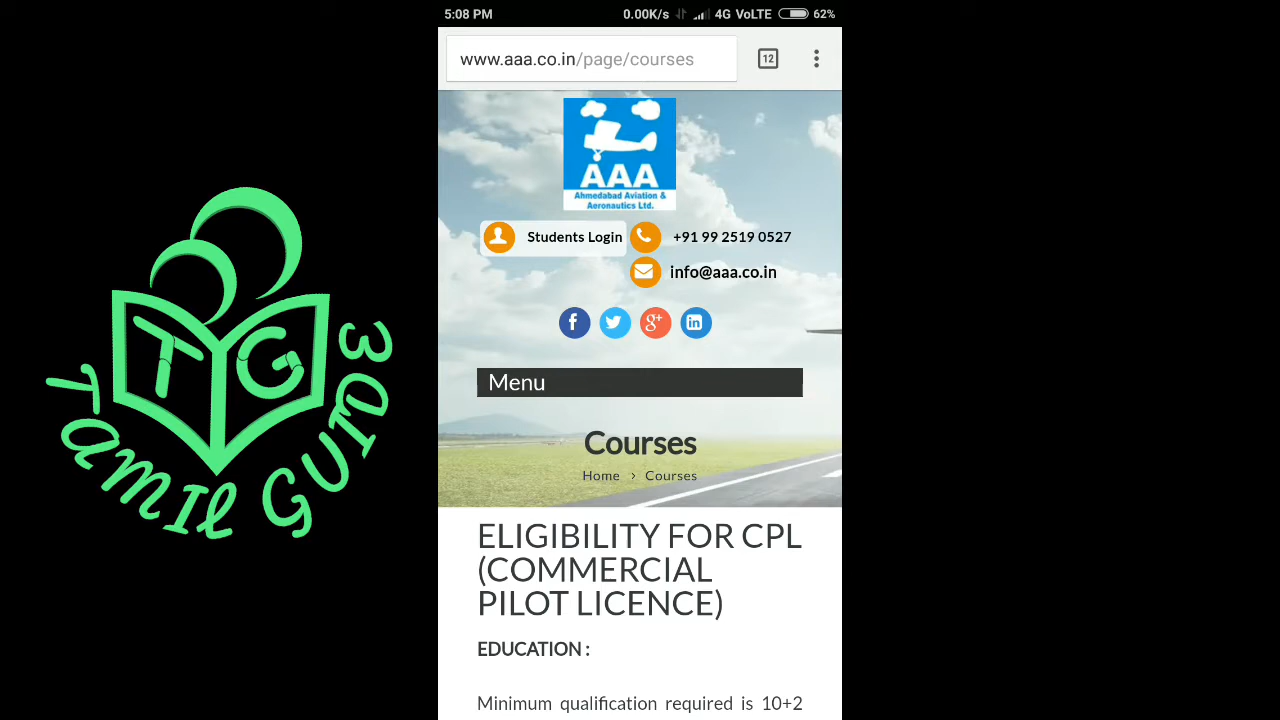 5:08 PM
0.00K/s 4G VoLTE 62%
www.aaa.co.in/page/courses
12
AAA
Ahmedabad Aviation &
Aeronautics Ltd.
Students Login
+91 99 2519 0527
info@aaa.co.in
Menu
Courses
Home > Courses
ELIGIBILITY FOR CPL
(COMMERCIAL
PILOT LICENCE)
EDUCATION :
Minimum qualification required is 10+2
TG
TAMIL GUIDE